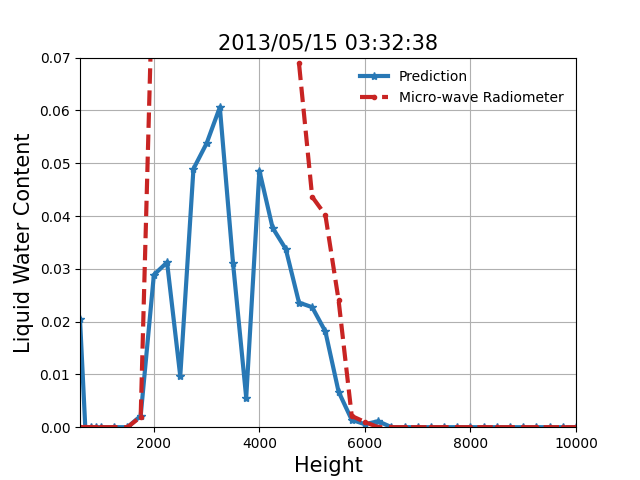 2013/05/15 03:32:38
Liquid Water Content
0.07
0.06
0.05
0.04
0.03
0.02
0.01
0.00
Prediction
Micro-wave Radiometer
2000 4000 6000 8000 10000
Height